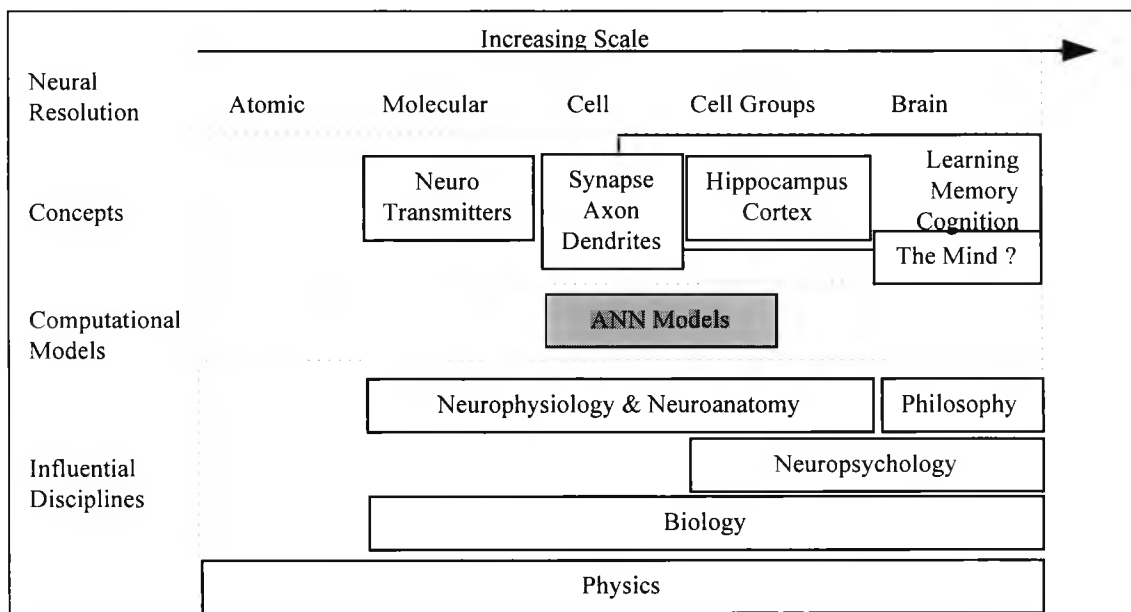 Increasing Scale
Neural
Resolution
Atomic Molecular Cell Cell Groups Brain
Concepts
Neuro
Transmitters
Synapse
Axon
Dendrites
Hippocampus
Cortex
Learning
Memory
Cognition
The Mind ?
Computational
Models
ANN Models
Influential
Disciplines
Neurophysiology & Neuroanatomy
Philosophy
Neuropsychology
Biology
Physics